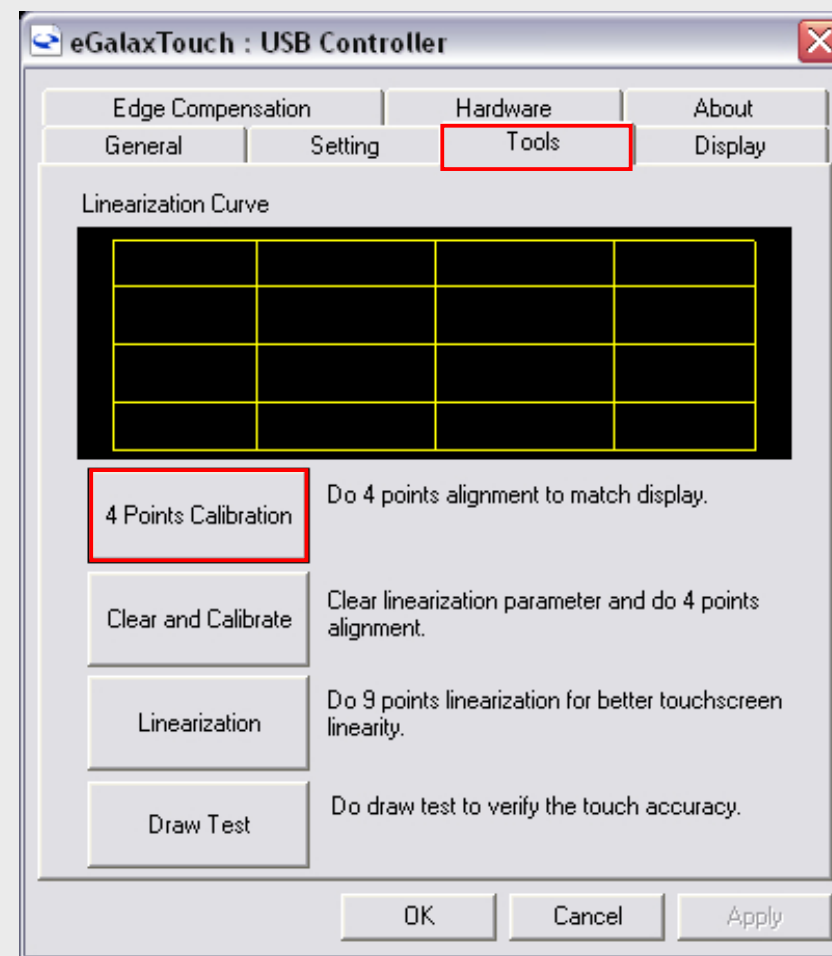 eGalaxTouch : USB Controller
Edge Compensation Hardware About
General Setting Tools Display
Linearization Curve
4 Points Calibration
Do 4 points alignment to match display.
Clear and Calibrate
Clear linearization parameter and do 4 points
alignment.
Linearization
Do 9 points linearization for better touchscreen
linearity.
Draw Test
Do draw test to verify the touch accuracy.
OK Cancel Apply